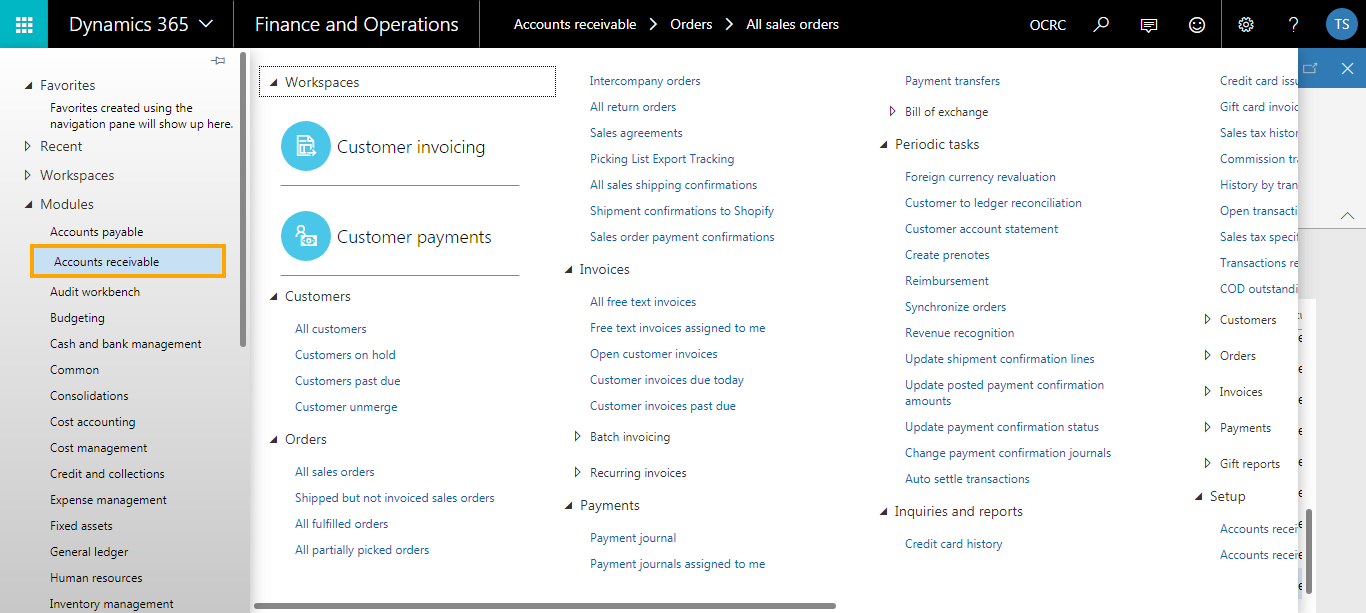 Dynamics 365
Finance and Operations
Accounts receivable
Orders
All sales orders
OCRC
?
TS
Favorites
Favorites created using the
navigation pane will show up here.
Recent
Workspaces
Modules
Accounts payable
Accounts receivable
Audit workbench
Budgeting
Cash and bank management
Common
Consolidations
Cost accounting
Cost management
Credit and collections
Expense management
Fixed assets
General ledger
Human resources
Inventory management
Workspaces
Customer invoicing
Customer payments
Customers
All customers
Customers on hold
Customers past due
Customer unmerge
Orders
All sales orders
Shipped but not invoiced sales orders
All fulfilled orders
All partially picked orders
Intercompany orders
All return orders
Sales agreements
Picking List Export Tracking
All sales shipping confirmations
Shipment confirmations to Shopify
Sales order payment confirmations
Invoices
All free text invoices
Free text invoices assigned to me
Open customer invoices
Customer invoices due today
Customer invoices past due
Batch invoicing
Recurring invoices
Payments
Payment journal
Payment journals assigned to me
Payment transfers
Bill of exchange
Periodic tasks
Foreign currency revaluation
Customer to ledger reconciliation
Customer account statement
Create prenotes
Reimbursement
Synchronize orders
Revenue recognition
Update shipment confirmation lines
Update posted payment confirmation
amounts
Update payment confirmation status
Change payment confirmation journals
Auto settle transactions
Inquiries and reports
Credit card history
Credit card issu
Gift card invoic
Sales tax histor
Commission tra
History by tran
Open transacti
Sales tax specif
Transactions re
COD outstandi
Customers
Orders
Invoices
Payments
Gift reports
Setup
Accounts recei
Accounts recei